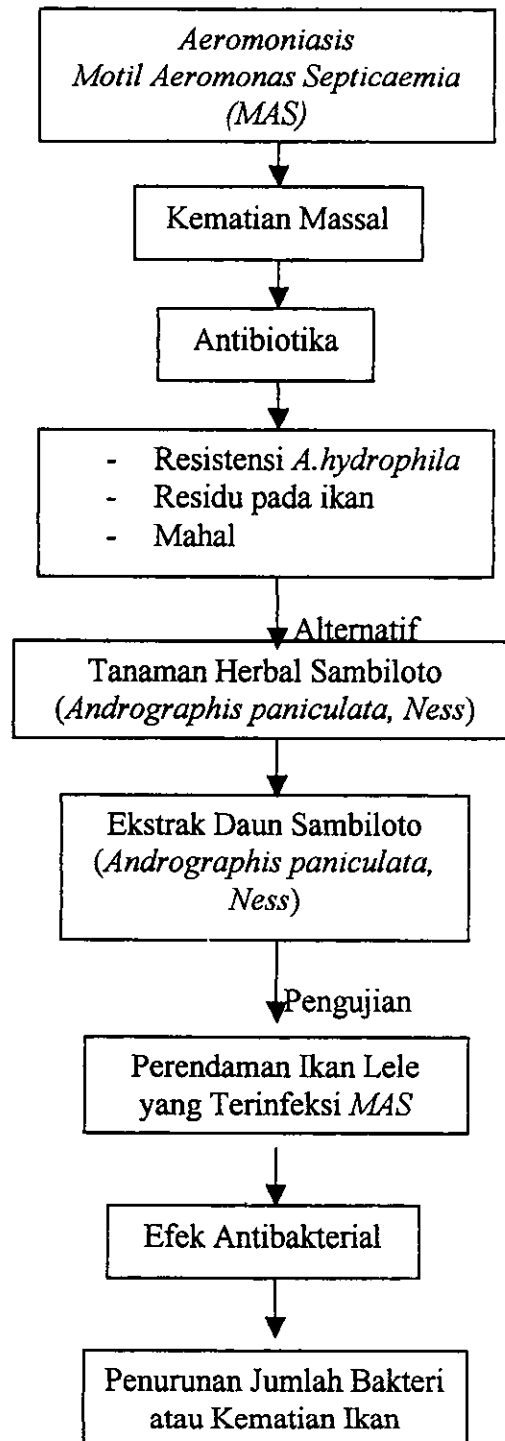 Aeromoniasis
Motil Aeromonas Septicaemia
(MAS)
Kematian Massal
Antibiotika
- Resistensi A.hydrophila
- Residu pada ikan
- Mahal
Alternatif
Tanaman Herbal Sambiloto
(Andrographis paniculata, Ness)
Ekstrak Daun Sambiloto
(Andrographis paniculata,
Ness)
Pengujian
Perendaman Ikan Lele
yang Terinfeksi MAS
Efek Antibakterial
Penurunan Jumlah Bakteri
atau Kematian Ikan